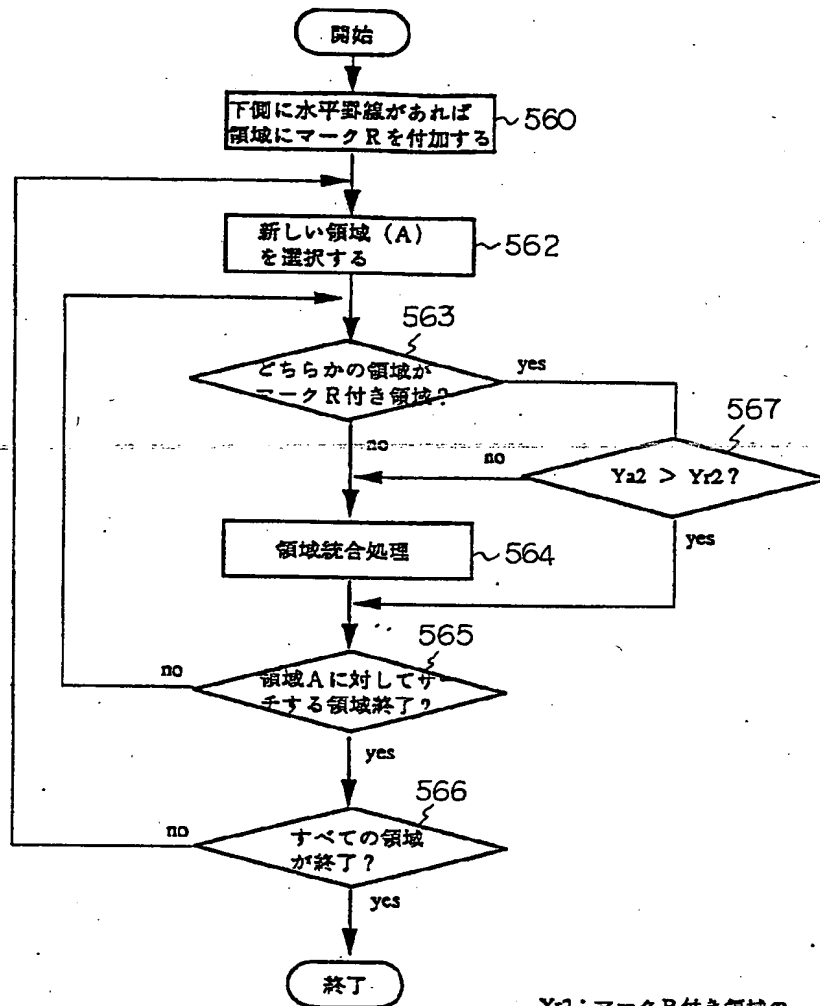 開始
下側に水平罫線があれば
領域にマークRを付加する
560
新しい領域 (A)
を選択する
562
563
どちらかの領域が
マークR付き領域?
yes
no
567
no
Ya2 > Yr2?
yes
領域統合処理
564
565
no
領域Aに対してサ
チする領域終了?
yes
566
no
すべての領域
が終了?
yes
終了
マークR付き領域の